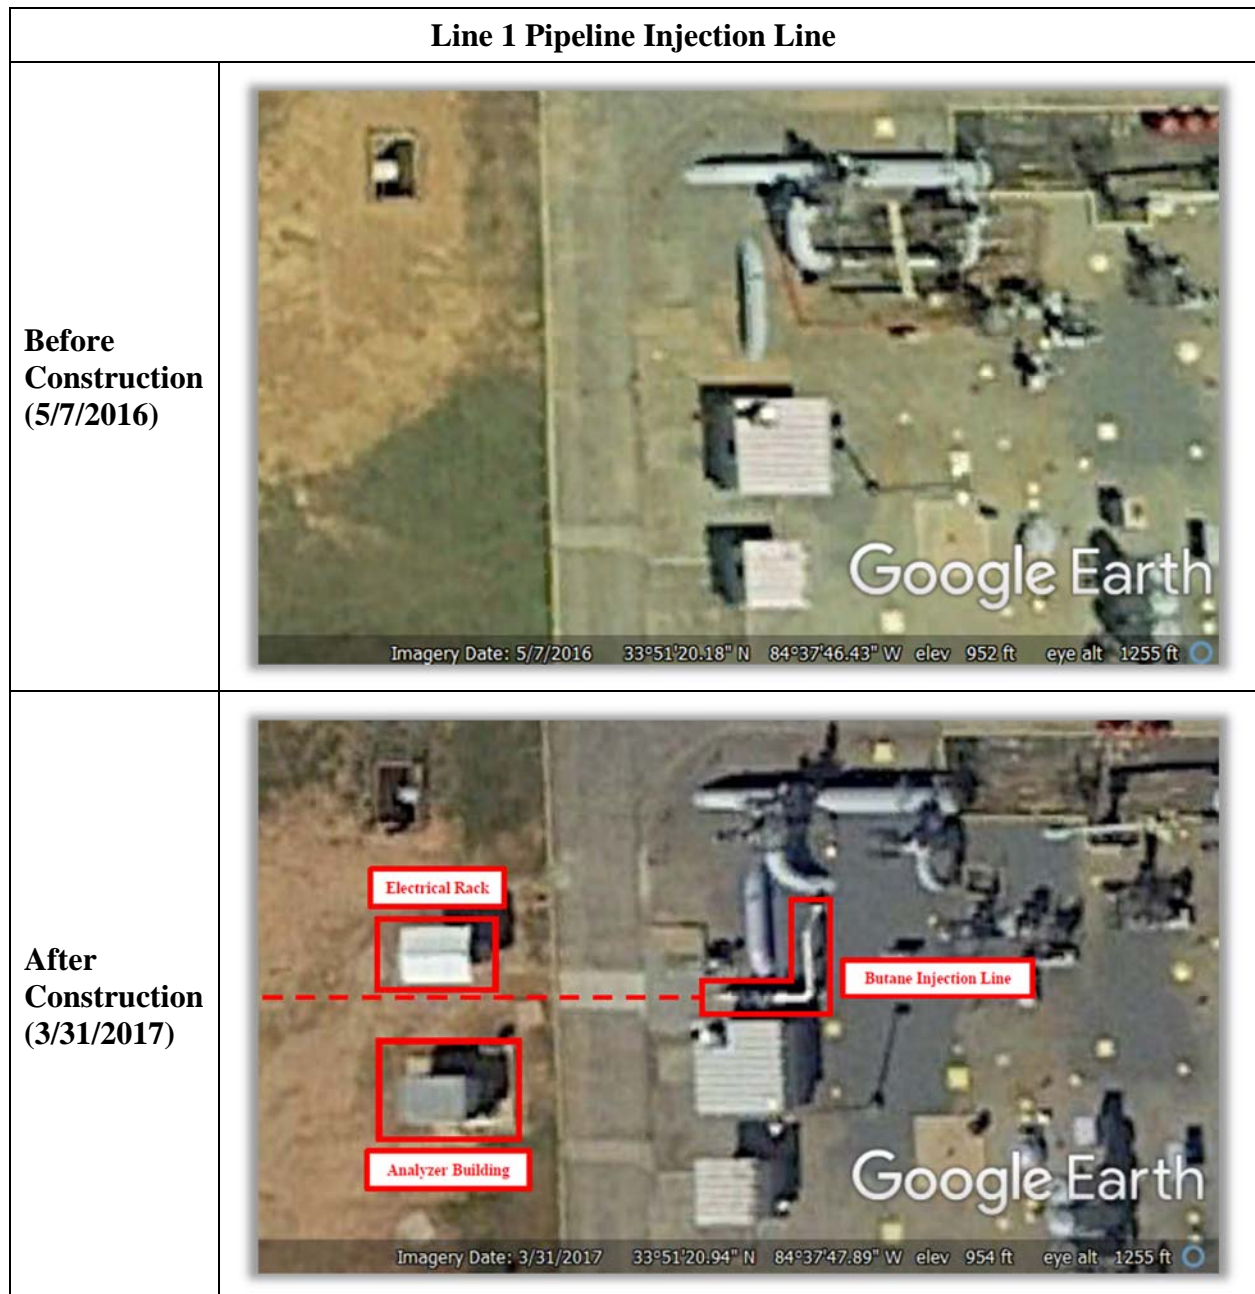 Line 1 Pipeline Injection Line
Before
Construction
(5/7/2016)
Google Earth
Imagery Date: 5/7/2016 33°51'20.18" N 84°37'46.43" W elev 952 ft eye alt 1255 ft
After
Construction
(3/31/2017)
Electrical Rack
Butane Injection Line
Analyzer Building
Google Earth
Imagery Date: 3/31/2017 33°51'20.94" N 84°37'47.89" W elev 954 ft eye alt 1255 ft